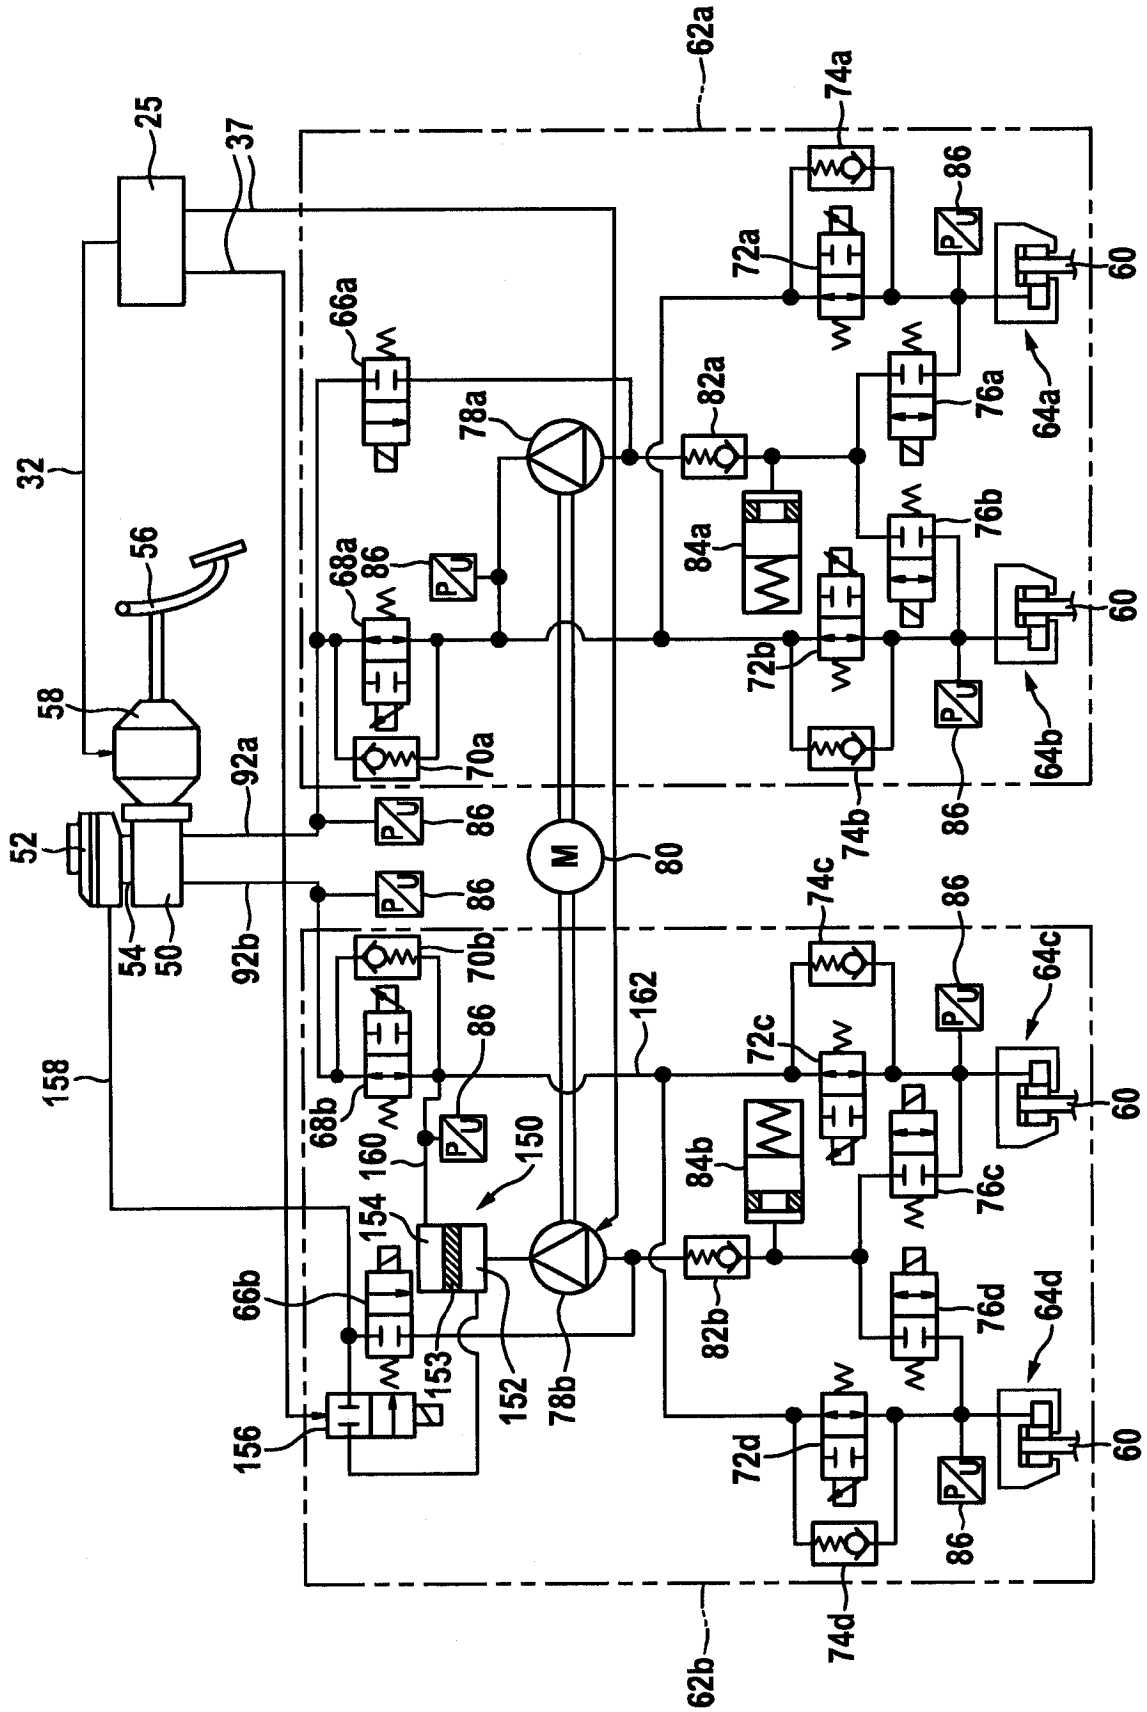 52 32
158 58
54 56 25
50
156 66b 92b 92a 37
68b 68a 66a
154 160 86
P U P U
153 P U P U
70b 86 86 86 70a 78a
152 150
78b M
162 80
62b 84b 84a 62a
82b 82a
72d 72c 72b 72a
74d 74c 74b 74a
86 P U 86 P U 86 P U 86 P U
76d 76c 76b 76a
64d 64c 64b 64a
60 60 60 60